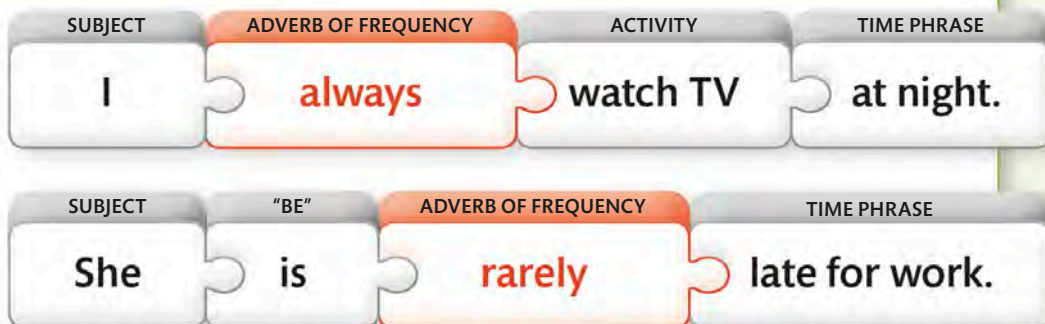 SUBJECT ADVERB OF FREQUENCY ACTIVITY TIME PHRASE
I always watch TV at night.
SUBJECT "BE" ADVERB OF FREQUENCY TIME PHRASE
She is rarely late for work.